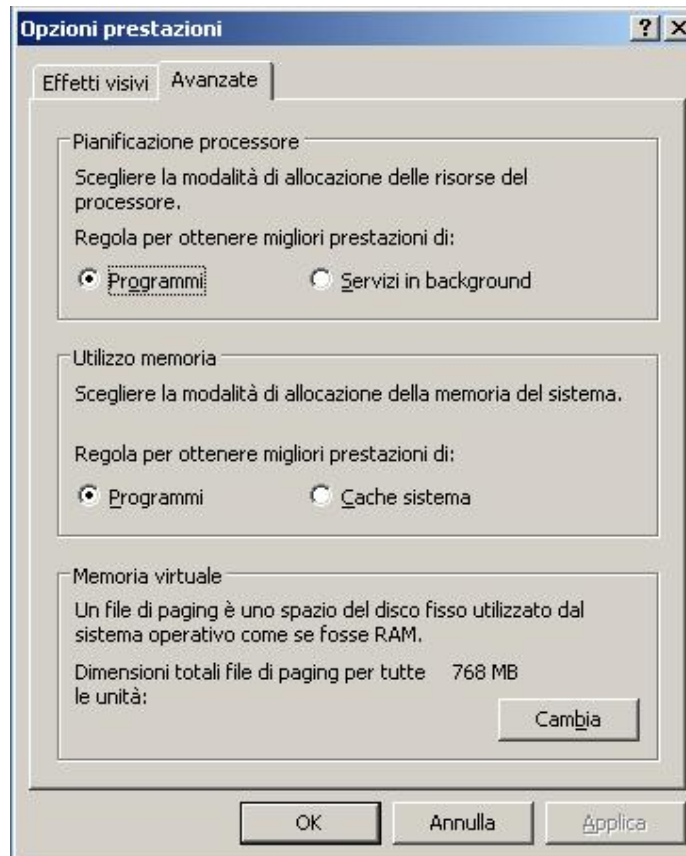 Opzioni prestazioni
Effetti visivi
Avanzate
Pianificazione processore
Scegliere la modalità di allocazione delle risorse del
processore.
Regola per ottenere migliori prestazioni di:
Programmi
Servizi in background
Utilizzo memoria
Scegliere la modalità di allocazione della memoria del sistema.
Regola per ottenere migliori prestazioni di:
Programmi
Cache sistema
Memoria virtuale
Un file di paging è uno spazio del disco fisso utilizzato dal
sistema operativo come se fosse RAM.
Dimensioni totali file di paging per tutte 768 MB
le unità:
Cambia
OK
Annulla
Applica